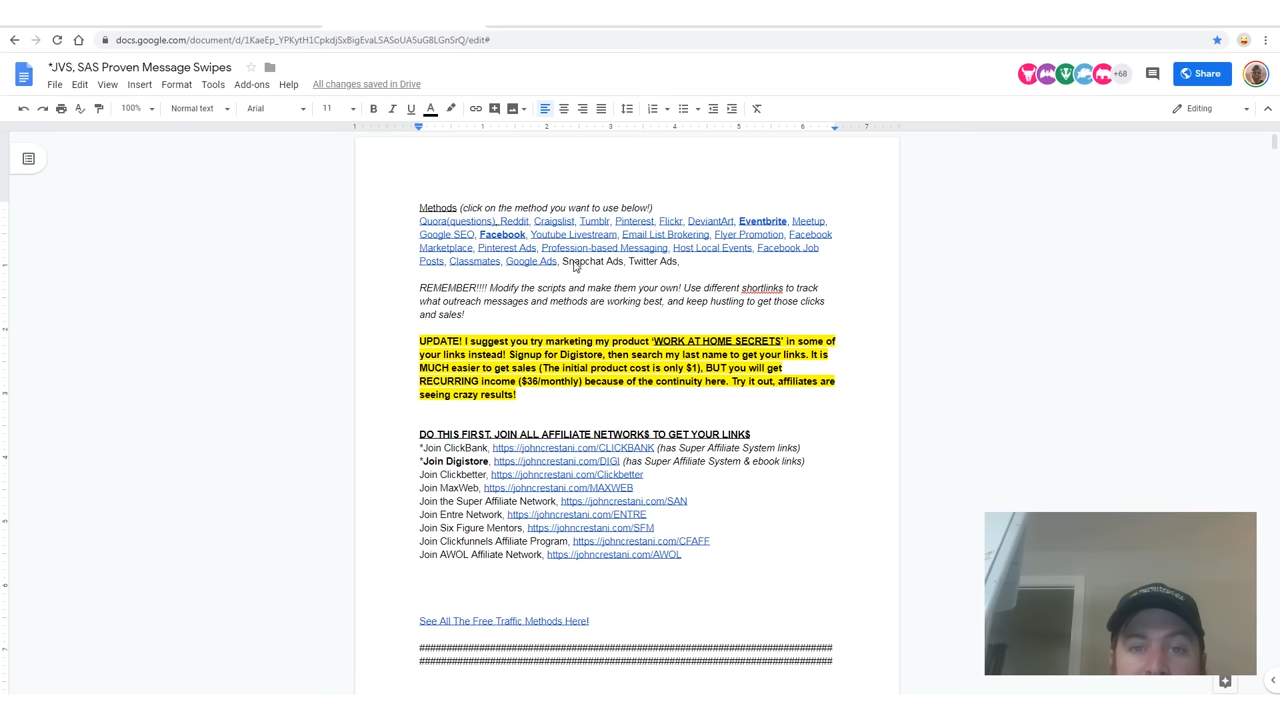 docs.google.com/document/d/1KaeEp_YPKytH1CpkdjSxBigEvaLSASoUA5uG8LGnSrQ/edit#
*JVS, SAS Proven Message Swipes
File Edit View Insert Format Tools Add-ons Help All changes saved in Drive
+68
Share
100% Normal text Arial 11
Editing
1 1 2 3 4 5 6 7
Methods (click on the method you want to use below!)
Quora(questions), Reddit, Craigslist, Tumblr, Pinterest, Flickr, DeviantArt, Eventbrite, Meetup,
Google SEO, Facebook, Youtube Livestream, Email List Brokering, Flyer Promotion, Facebook
Marketplace, Pinterest Ads, Profession-based Messaging, Host Local Events, Facebook Job
Posts, Classmates, Google Ads, Snapchat Ads, Twitter Ads,
REMEMBER!!!! Modify the scripts and make them your own! Use different shortlinks to track
what outreach messages and methods are working best, and keep hustling to get those clicks
and sales!
UPDATE! I suggest you try marketing my product ‘WORK AT HOME SECRETS’ in some of
your links instead! Signup for Digistore, then search my last name to get your links. It is
MUCH easier to get sales (The initial product cost is only $1), BUT you will get
RECURRING income ($36/monthly) because of the continuity here. Try it out, affiliates are
seeing crazy results!
DO THIS FIRST. JOIN ALL AFFILIATE NETWORK$ TO GET YOUR LINK$
*Join ClickBank, https://johncrestani.com/CLICKBANK (has Super Affiliate System links)
*Join Digistore, https://johncrestani.com/DIGI (has Super Affiliate System & ebook links)
Join Clickbetter, https://johncrestani.com/Clickbetter
Join MaxWeb, https://johncrestani.com/MAXWEB
Join the Super Affiliate Network, https://johncrestani.com/SAN
Join Entre Network, https://johncrestani.com/ENTRE
Join Six Figure Mentors, https://johncrestani.com/SFM
Join Clickfunnels Affiliate Program, https://johncrestani.com/CFAFF
Join AWOL Affiliate Network, https://johncrestani.com/AWOL
See All The Free Traffic Methods Here!
###########################################################################
###########################################################################